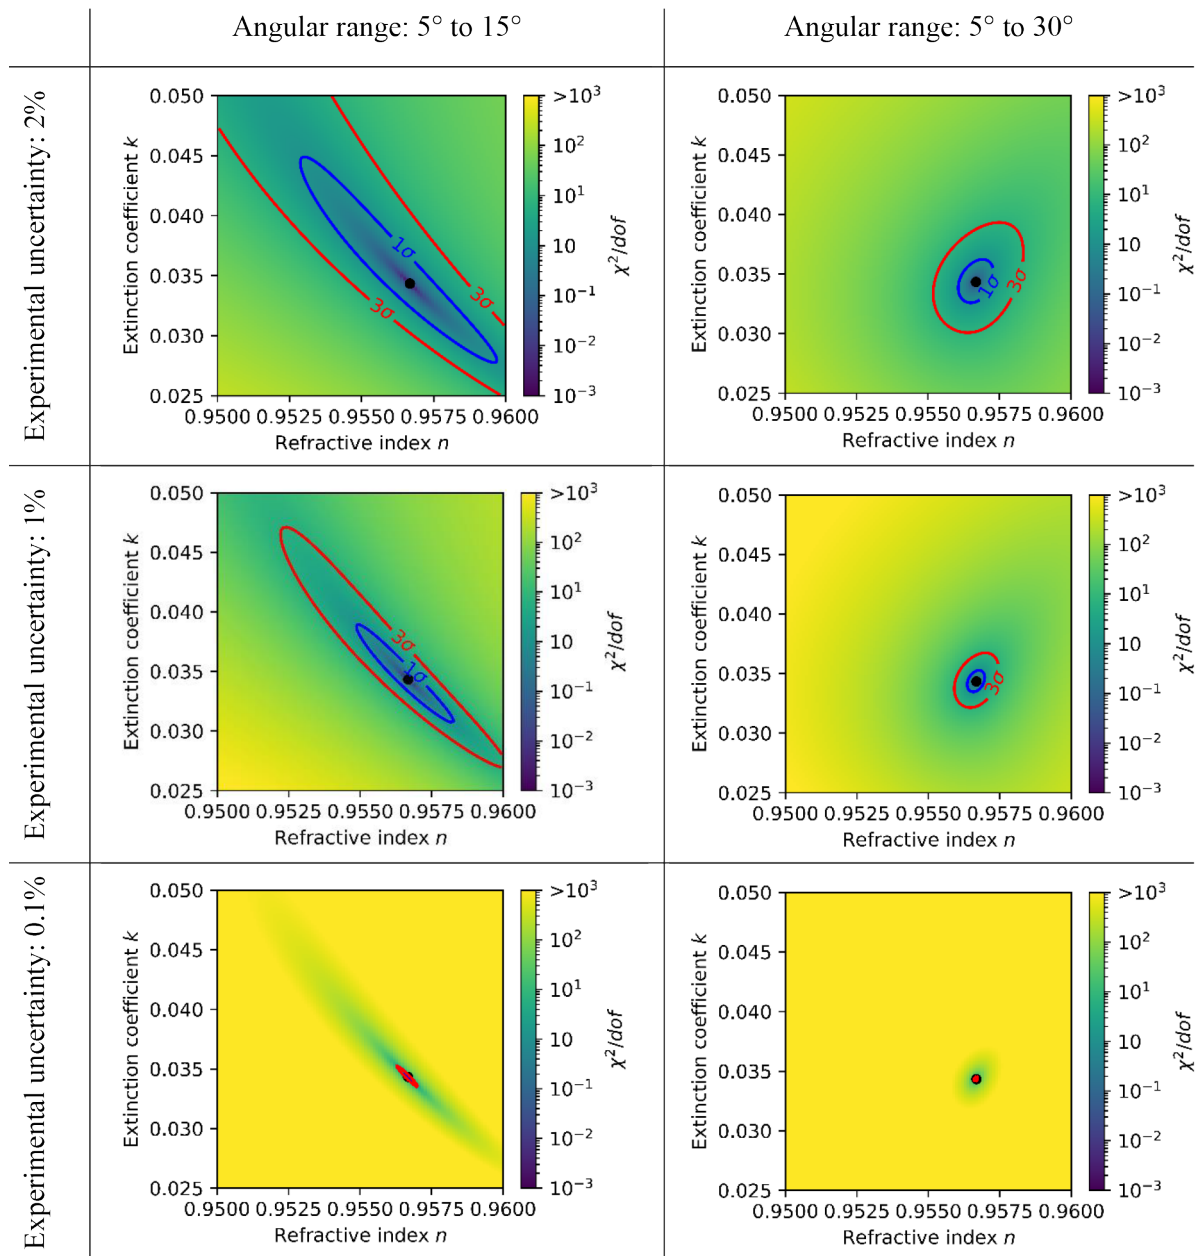 Angular range: 5° to 15°
Angular range: 5° to 30°
Experimental uncertainty: 2%
Extinction coefficient k
0.050
0.045
0.040
0.035
0.030
0.025
1σ
3σ
3σ
0.9500 0.9525 0.9550 0.9575 0.9600
Refractive index n
>10³
10²
10¹
10
10⁻¹
10⁻²
10⁻³
χ²/dof
Extinction coefficient k
0.050
0.045
0.040
0.035
0.030
0.025
1σ
3σ
0.9500 0.9525 0.9550 0.9575 0.9600
Refractive index n
>10³
10²
10¹
10
10⁻¹
10⁻²
10⁻³
χ²/dof
Experimental uncertainty: 1%
Extinction coefficient k
0.050
0.045
0.040
0.035
0.030
0.025
3σ
1σ
0.9500 0.9525 0.9550 0.9575 0.9600
Refractive index n
>10³
10²
10¹
10
10⁻¹
10⁻²
10⁻³
χ²/dof
Extinction coefficient k
0.050
0.045
0.040
0.035
0.030
0.025
3σ
0.9500 0.9525 0.9550 0.9575 0.9600
Refractive index n
>10³
10²
10¹
10
10⁻¹
10⁻²
10⁻³
χ²/dof
Experimental uncertainty: 0.1%
Extinction coefficient k
0.050
0.045
0.040
0.035
0.030
0.025
0.9500 0.9525 0.9550 0.9575 0.9600
Refractive index n
>10³
10²
10¹
10
10⁻¹
10⁻²
10⁻³
χ²/dof
Extinction coefficient k
0.050
0.045
0.040
0.035
0.030
0.025
0.9500 0.9525 0.9550 0.9575 0.9600
Refractive index n
>10³
10²
10¹
10
10⁻¹
10⁻²
10⁻³
χ²/dof